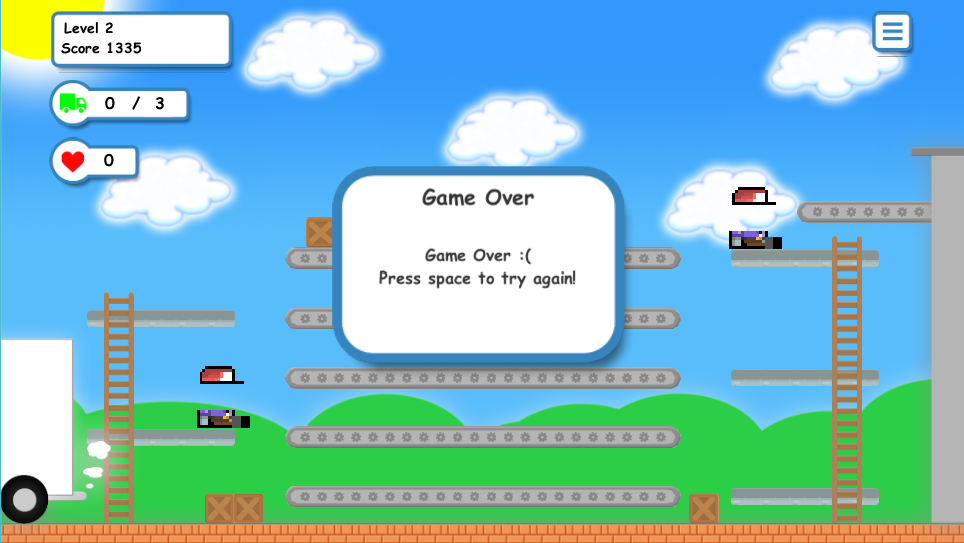 Level 2
Score 1335
0 / 3
0
Game Over
Game Over :(
Press space to try again!